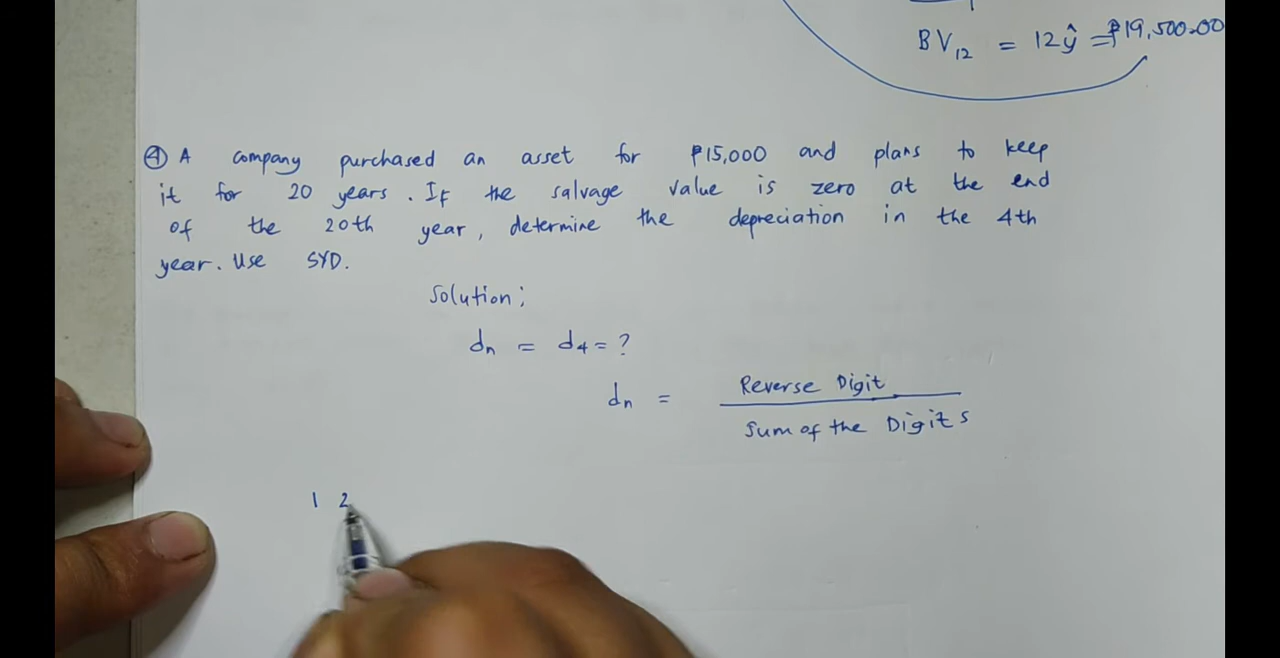 BV12 = 12ŷ = ₱19,500.00
④ A company purchased an asset for ₱15,000 and plans to keep
it for 20 years. If the salvage value is zero at the end
of the 20th year, determine the depreciation in the 4th
year. Use SYD.
Solution;
dn = d4 = ?
dn = Reverse Digit
Sum of the Digits
1 2